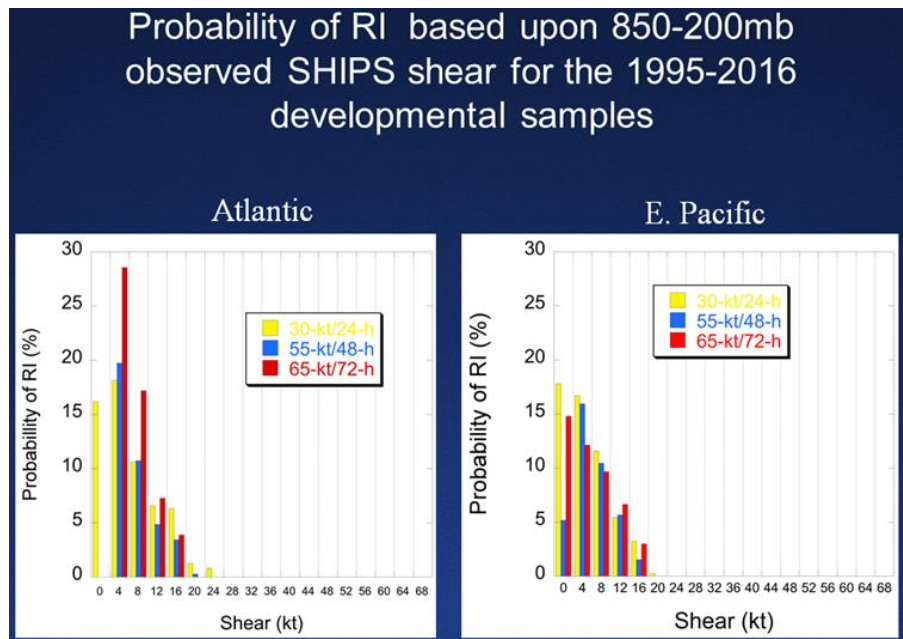 Probability of RI based upon 850-200mb
observed SHIPS shear for the 1995-2016
developmental samples
Atlantic
30
25
20
15
10
5
0
Probability of RI (%)
30-kt/24-h
55-kt/48-h
65-kt/72-h
0 4 8 12 16 20 24 28 32 36 40 44 48 52 56 60 64 68
Shear (kt)
E. Pacific
30
25
20
15
10
5
0
Probability of RI (%)
30-kt/24-h
55-kt/48-h
65-kt/72-h
0 4 8 12 16 20 24 28 32 36 40 44 48 52 56 60 64 68
Shear (kt)